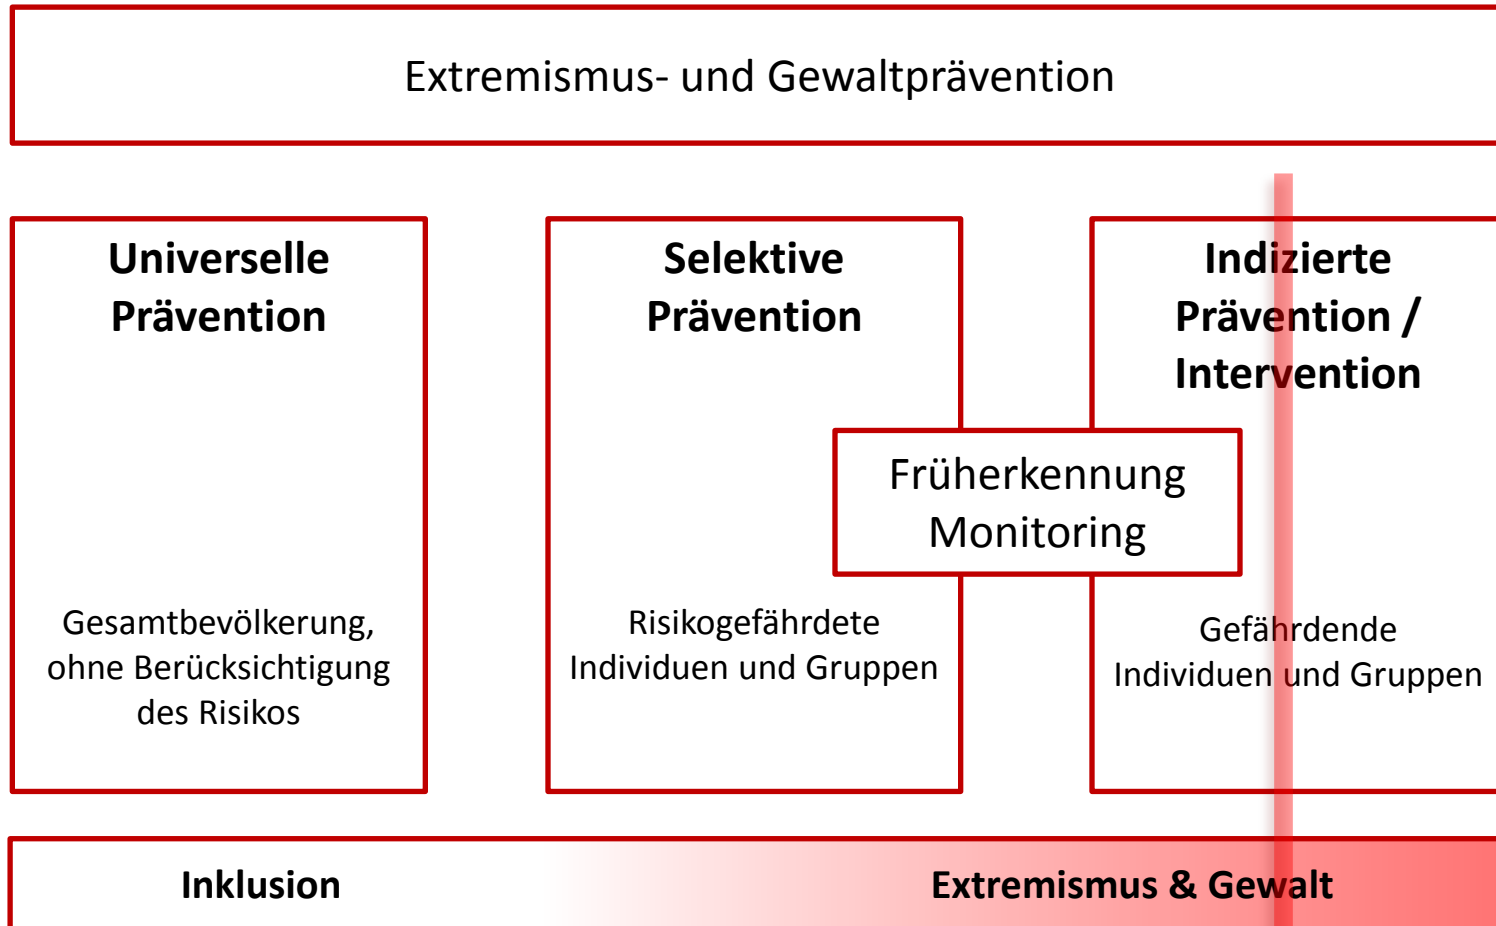 Extremismus- und Gewaltprävention
Universelle
Prävention
Gesamtbevölkerung,
ohne Berücksichtigung
des Risikos
Selektive
Prävention
Risikogefährdete
Individuen und Gruppen
Früherkennung
Monitoring
Indizierte
Prävention /
Intervention
Gefährdende
Individuen und Gruppen
Inklusion
Extremismus & Gewalt